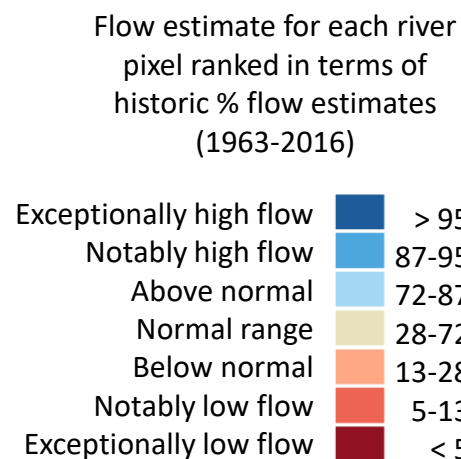 Flow estimate for each river
pixel ranked in terms of
historic % flow estimates
(1963-2016)
Exceptionally high flow > 95
Notably high flow 87-95
Above normal 72-87
Normal range 28-72
Below normal 13-28
Notably low flow 5-13
Exceptionally low flow < 5